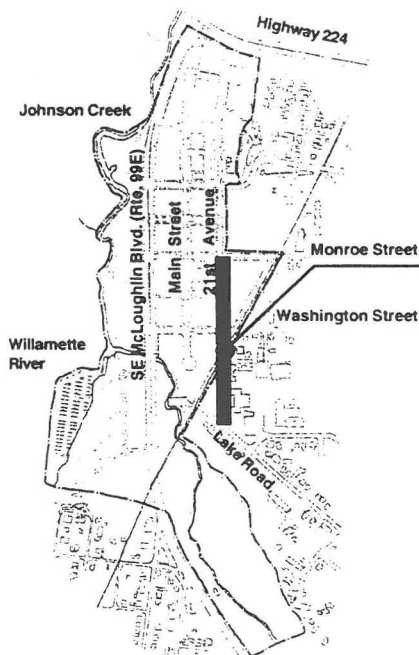 Highway 224
Johnson Creek
SE McLoughlin Blvd. (Rte. 99E)
Main Street
21st Avenue
Monroe Street
Washington Street
Willamette
River
Lake Road